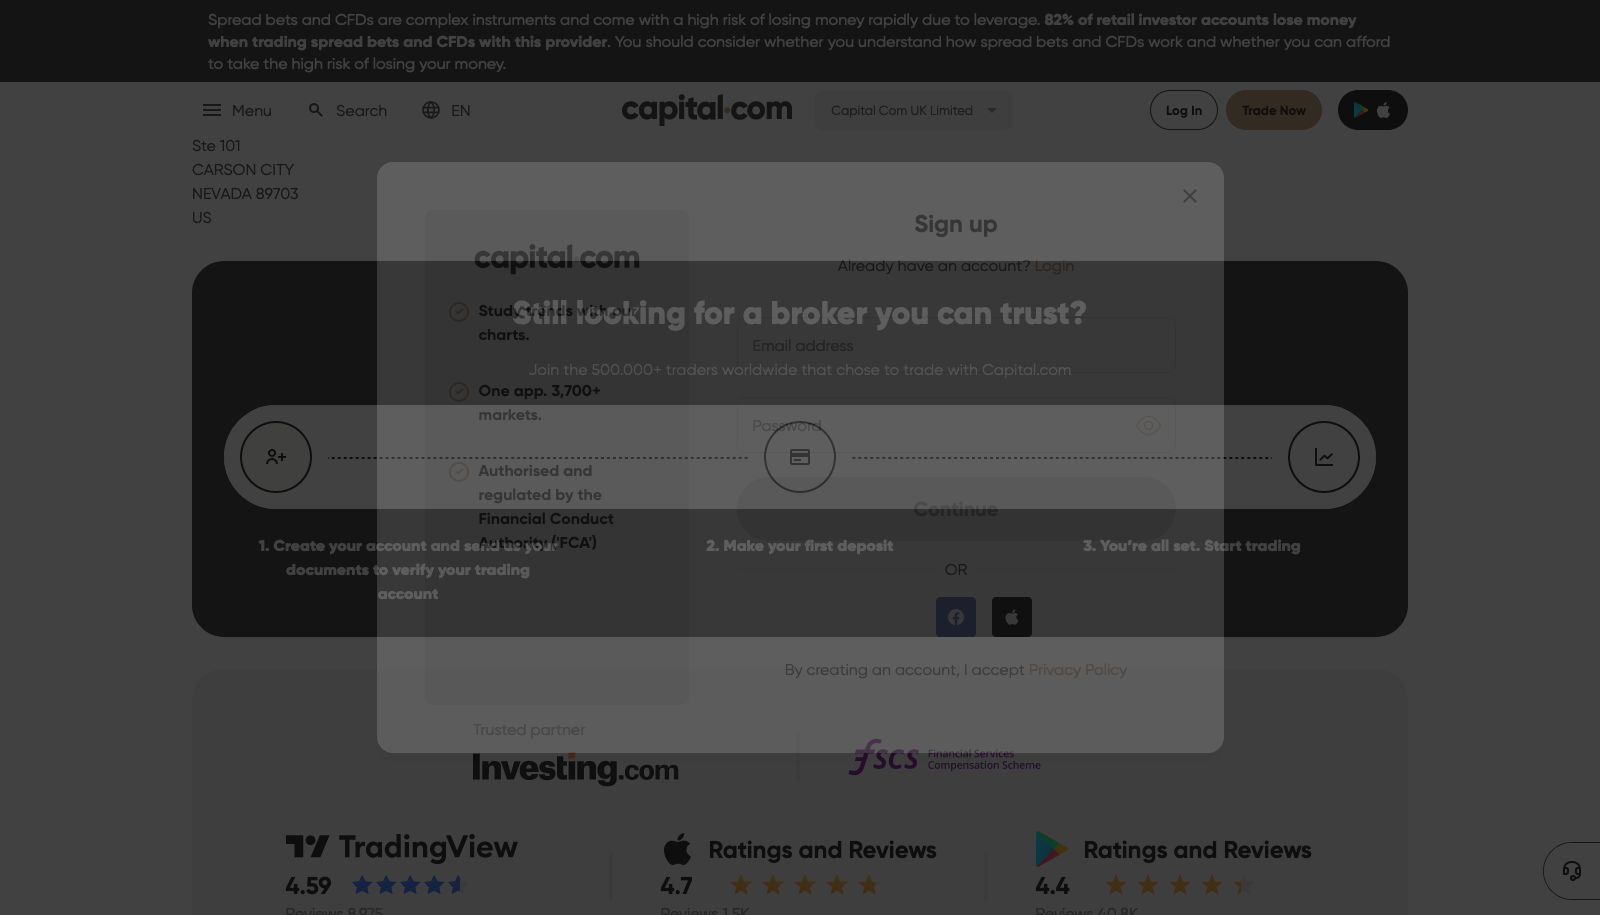 Spread bets and CFDs are complex instruments and come with a high risk of losing money rapidly due to leverage. 82% of retail investor accounts lose money
when trading spread bets and CFDs with this provider. You should consider whether you understand how spread bets and CFDs work and whether you can afford
to take the high risk of losing your money.
Menu
Search
EN
capital.com
Capital Com UK Limited
Log In
Trade Now
Ste 101
CARSON CITY
NEVADA 89703
US
Sign up
capital com
Already have an account? Login
Study trends with our
charts.
Still looking for a broker you can trust?
Email address
Join the 500.000+ traders worldwide that chose to trade with Capital.com
One app. 3,700+
markets.
Password
Authorised and
regulated by the
Financial Conduct
Authority ('FCA')
Continue
1. Create your account and send us your
documents to verify your trading
account
2. Make your first deposit
3. You're all set. Start trading
OR
By creating an account, I accept Privacy Policy
Trusted partner
Investing.com
fscs Financial Services
Compensation Scheme
TradingView
4.59
Reviews 8,975
Ratings and Reviews
4.7
Reviews 1.5K
Ratings and Reviews
4.4
Reviews 40.8K